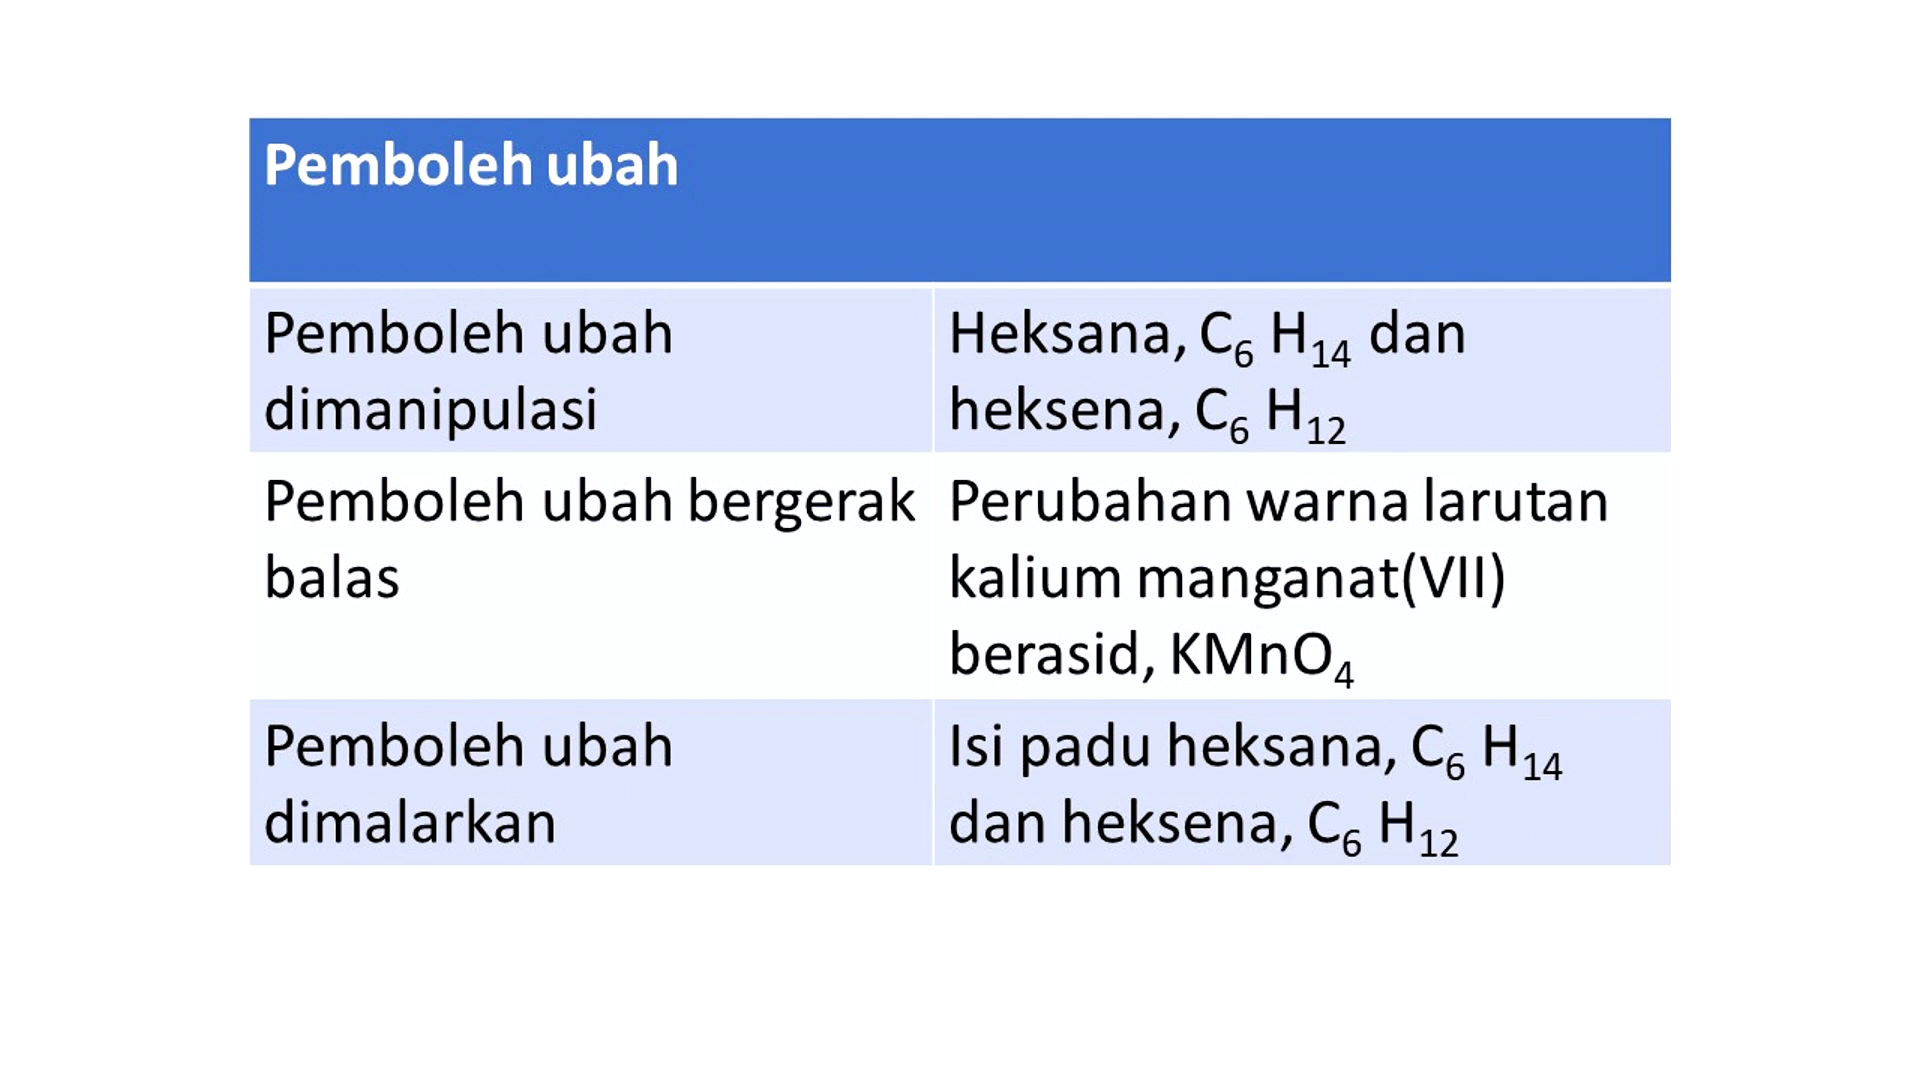 Pemboleh ubah
Pemboleh ubah
dimanipulasi
Heksana, C₆ H₁₄ dan
heksena, C₆ H₁₂
Pemboleh ubah bergerak
balas
Perubahan warna larutan
kalium manganat(VII)
berasid, KMnO₄
Pemboleh ubah
dimalarkan
Isi padu heksana, C₆ H₁₄
dan heksena, C₆ H₁₂